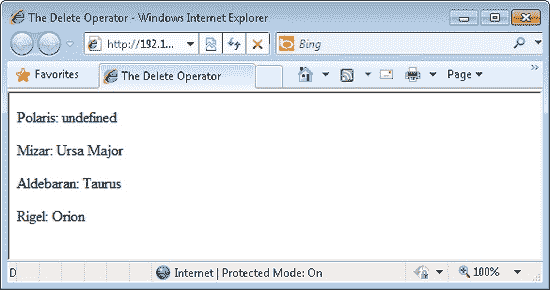 The Delete Operator - Windows Internet Explorer
http://192.1...
Bing
Favorites
The Delete Operator
Page
Polaris: undefined
Mizar: Ursa Major
Aldebaran: Taurus
Rigel: Orion
D
Internet | Protected Mode: On
100%